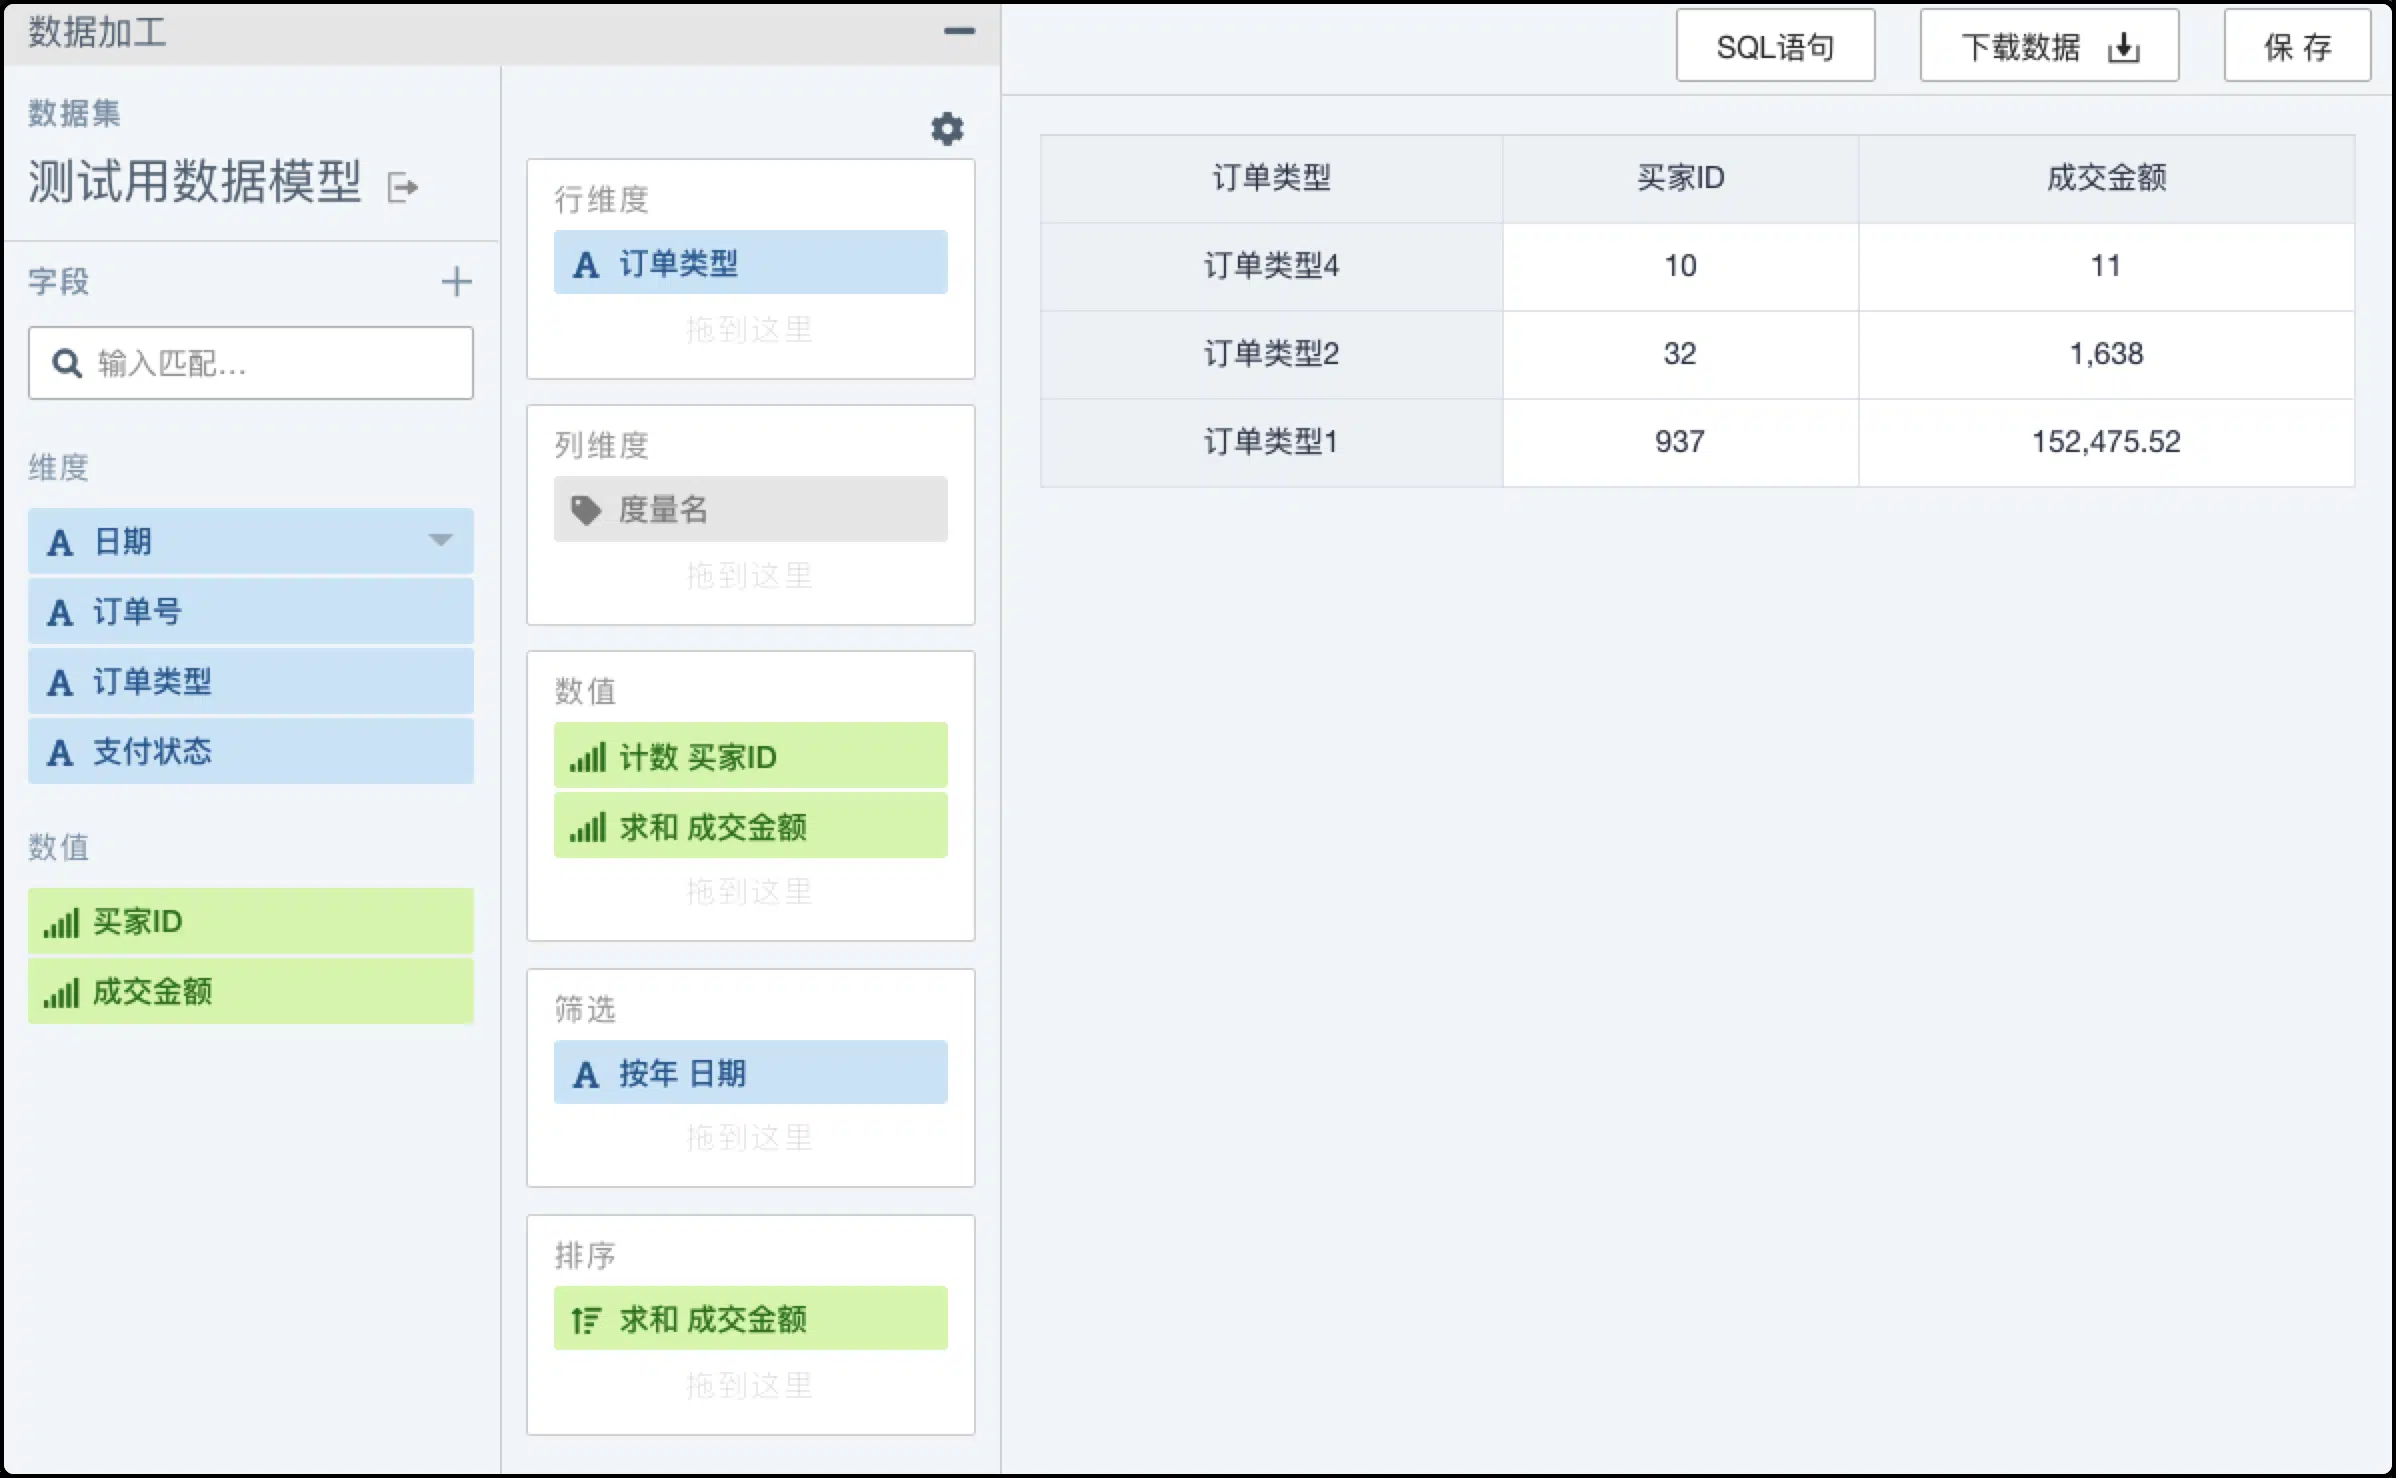 数据加工
数据集
测试用数据模型
字段
输入匹配...
维度
A 日期
A 订单号
A 订单类型
A 支付状态
数值
买家ID
成交金额
行维度
A 订单类型
拖到这里
列维度
度量名
拖到这里
数值
计数 买家ID
求和 成交金额
拖到这里
筛选
A 按年 日期
拖到这里
排序
求和 成交金额
拖到这里
SQL语句 下载数据 保 存
订单类型 买家ID 成交金额
订单类型4 10 11
订单类型2 32 1,638
订单类型1 937 152,475.52